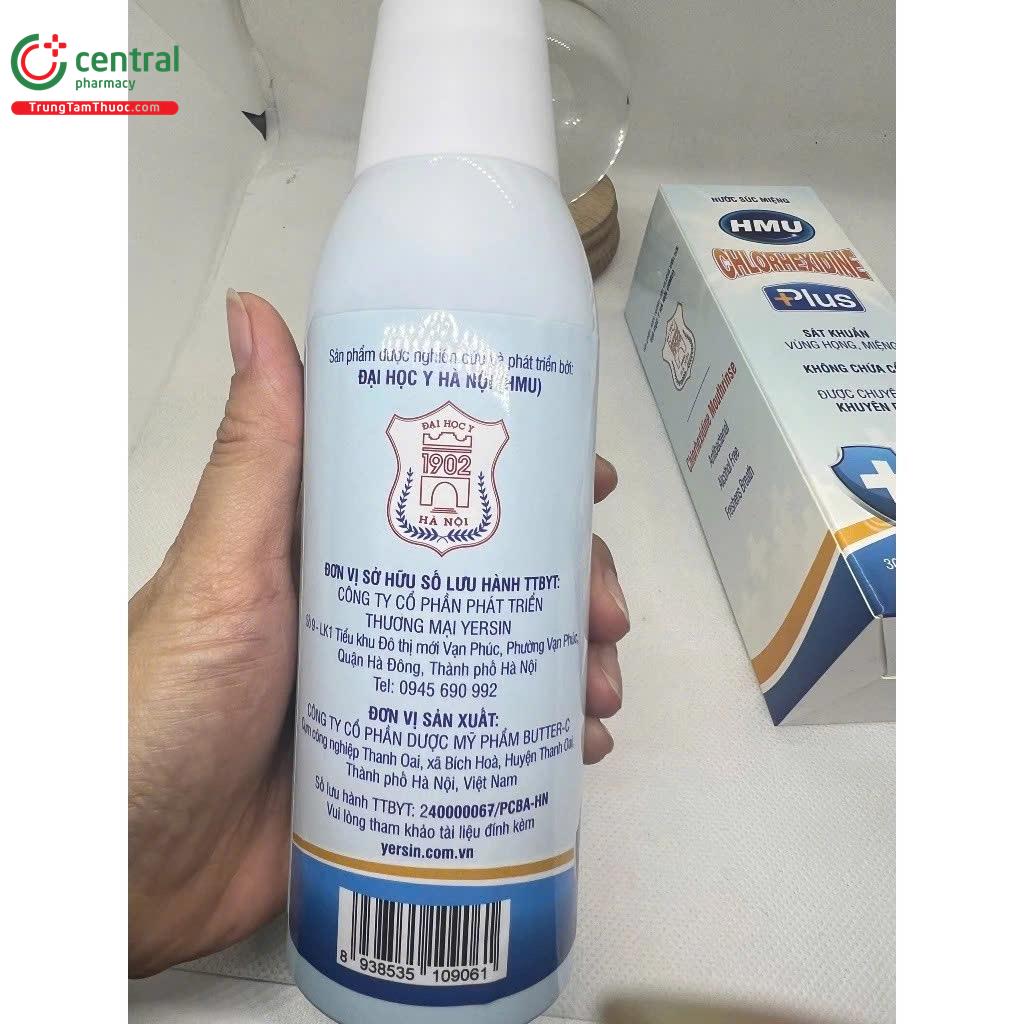 central
pharmacy
TrungTamThuoc.com
Sản phẩm được nghiên cứu và phát triển bởi:
ĐẠI HỌC Y HÀ NỘI (HMU)
ĐẠI HỌC Y
1902
HÀ NỘI
ĐƠN VỊ SỞ HỮU SỐ LƯU HÀNH TTBYT:
CÔNG TY CỔ PHẦN PHÁT TRIỂN
THƯƠNG MẠI YERSIN
Số 9 - LK1 Tiểu khu Đô thị mới Vạn Phúc, Phường Vạn Phúc,
Quận Hà Đông, Thành phố Hà Nội
Tel: 0945 690 992
ĐƠN VỊ SẢN XUẤT:
CÔNG TY CỔ PHẦN DƯỢC MỸ PHẨM BUTTER-C
Cụm công nghiệp Thanh Oai, xã Bích Hoà, Huyện Thanh Oai,
Thành phố Hà Nội, Việt Nam
Số lưu hành TTBYT: 240000067/PCBA-HN
Vui lòng tham khảo tài liệu đính kèm
yersin.com.vn
8 938535 109061
NƯỚC SÚC MIỆNG
HMU
CHLORHEXIDINE
Plus
SÁT KHUẨN
VÙNG HỌNG, MIỆNG
KHÔNG CHỨA
ĐƯỢC
KHUYÊN
30
Chlorhexidine Mouthrinse
Antibacterial
Alcohol Free
Freshens Breath